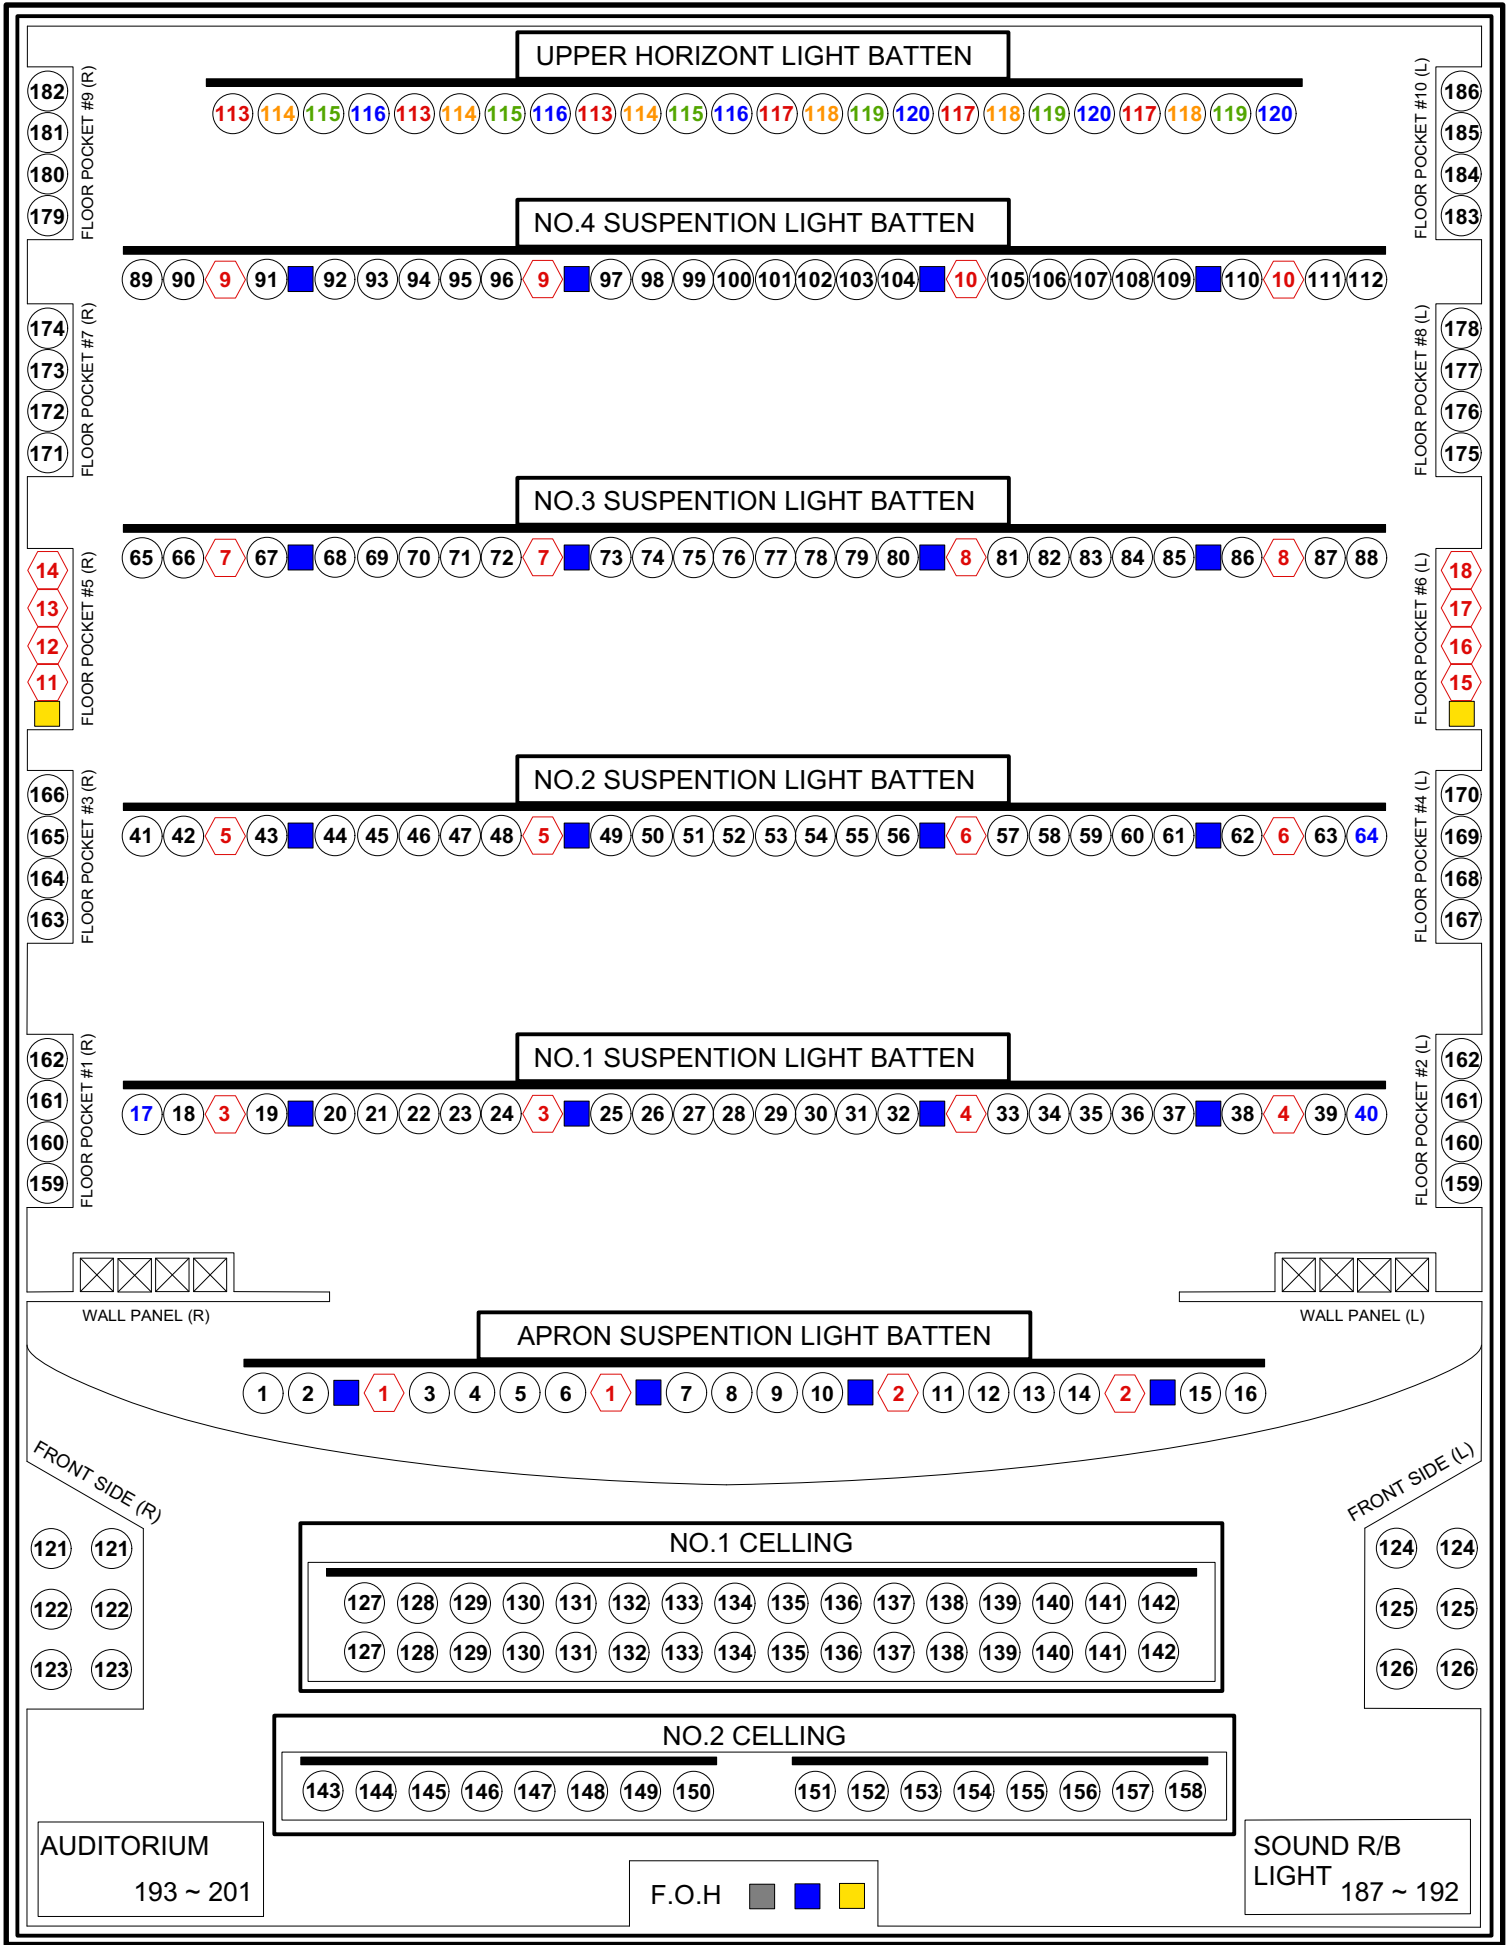 UPPER HORIZONT LIGHT BATTEN
113 114 115 116 113 114 115 116 113 114 115 116 117 118 119 120 117 118 119 120 117 118 119 120
182
181
180
179
FLOOR POCKET #9 (R)
FLOOR POCKET #10 (L)
186
185
184
183
NO.4 SUSPENTION LIGHT BATTEN
89 90 9 91 92 93 94 95 96 9 97 98 99 100 101 102 103 104 10 105 106 107 108 109 110 10 111 112
174
173
172
171
FLOOR POCKET #7 (R)
FLOOR POCKET #8 (L)
178
177
176
175
NO.3 SUSPENTION LIGHT BATTEN
65 66 7 67 68 69 70 71 72 7 73 74 75 76 77 78 79 80 8 81 82 83 84 85 86 8 87 88
14
13
12
11
FLOOR POCKET #5 (R)
FLOOR POCKET #6 (L)
18
17
16
15
NO.2 SUSPENTION LIGHT BATTEN
41 42 5 43 44 45 46 47 48 5 49 50 51 52 53 54 55 56 6 57 58 59 60 61 62 6 63 64
166
165
164
163
FLOOR POCKET #3 (R)
FLOOR POCKET #4 (L)
170
169
168
167
NO.1 SUSPENTION LIGHT BATTEN
17 18 3 19 20 21 22 23 24 3 25 26 27 28 29 30 31 32 4 33 34 35 36 37 38 4 39 40
162
161
160
159
FLOOR POCKET #1 (R)
FLOOR POCKET #2 (L)
162
161
160
159
WALL PANEL (R)
WALL PANEL (L)
APRON SUSPENTION LIGHT BATTEN
1 2 1 3 4 5 6 1 7 8 9 10 2 11 12 13 14 2 15 16
FRONT SIDE (R)
121 121
122 122
123 123
FRONT SIDE (L)
124 124
125 125
126 126
NO.1 CELLING
127 128 129 130 131 132 133 134 135 136 137 138 139 140 141 142
127 128 129 130 131 132 133 134 135 136 137 138 139 140 141 142
NO.2 CELLING
143 144 145 146 147 148 149 150 151 152 153 154 155 156 157 158
AUDITORIUM
193 ~ 201
F.O.H
SOUND R/B
LIGHT 187 ~ 192